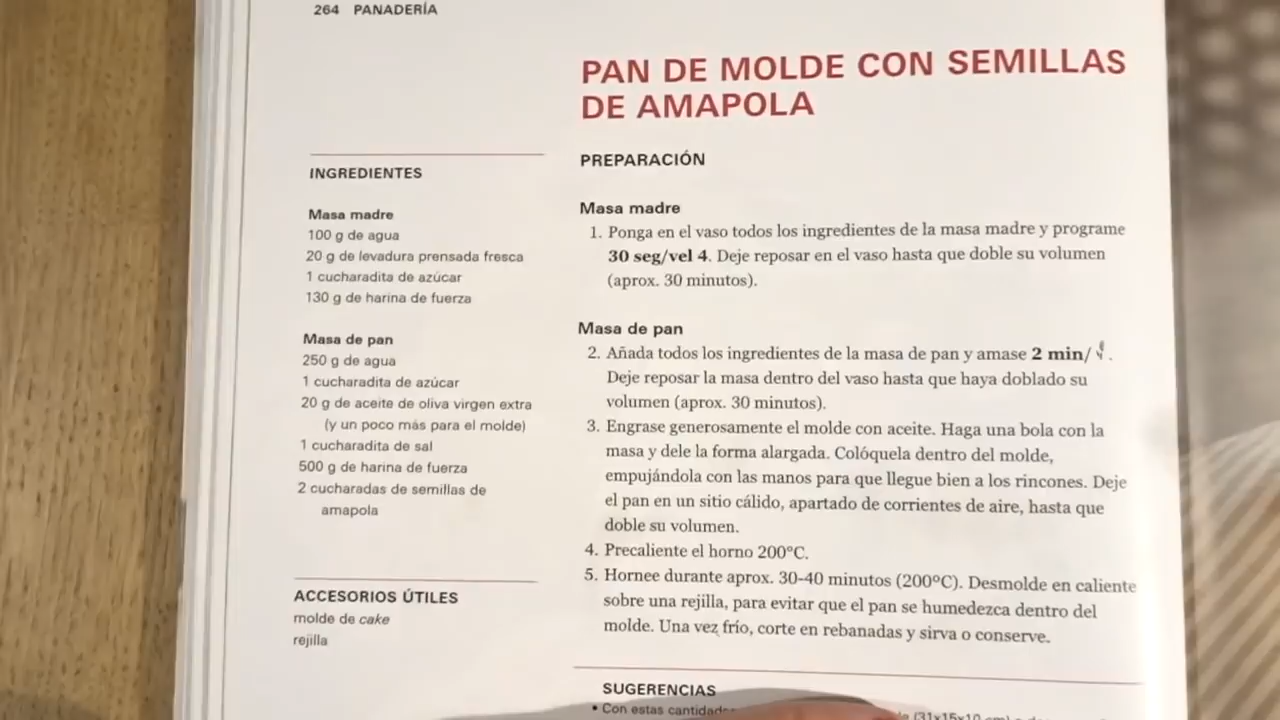 264 PANADERÍA
PAN DE MOLDE CON SEMILLAS
DE AMAPOLA
INGREDIENTES
Masa madre
100 g de agua
20 g de levadura prensada fresca
1 cucharadita de azúcar
130 g de harina de fuerza
Masa de pan
250 g de agua
1 cucharadita de azúcar
20 g de aceite de oliva virgen extra
(y un poco más para el molde)
1 cucharadita de sal
500 g de harina de fuerza
2 cucharadas de semillas de
amapola
ACCESORIOS ÚTILES
molde de cake
rejilla
PREPARACIÓN
Masa madre
1. Ponga en el vaso todos los ingredientes de la masa madre y programe
30 seg/vel 4. Deje reposar en el vaso hasta que doble su volumen
(aprox. 30 minutos).
Masa de pan
2. Añada todos los ingredientes de la masa de pan y amase 2 min/ .
Deje reposar la masa dentro del vaso hasta que haya doblado su
volumen (aprox. 30 minutos).
3. Engrase generosamente el molde con aceite. Haga una bola con la
masa y dele la forma alargada. Colóquela dentro del molde,
empujándola con las manos para que llegue bien a los rincones. Deje
el pan en un sitio cálido, apartado de corrientes de aire, hasta que
doble su volumen.
4. Precaliente el horno 200°C.
5. Hornee durante aprox. 30-40 minutos (200°C). Desmolde en caliente
sobre una rejilla, para evitar que el pan se humedezca dentro del
molde. Una vez frío, corte en rebanadas y sirva o conserve.
SUGERENCIAS
• Con estas